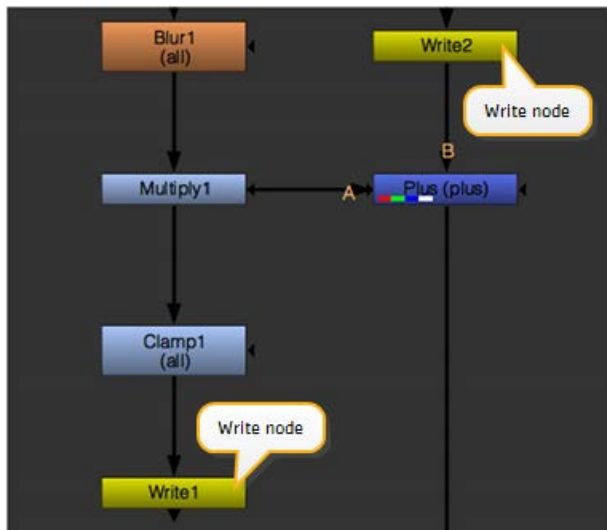 Blur1
(all)
Write2
Write node
B
Multiply1
A
Plus (plus)
Clamp1
(all)
Write node
Write1